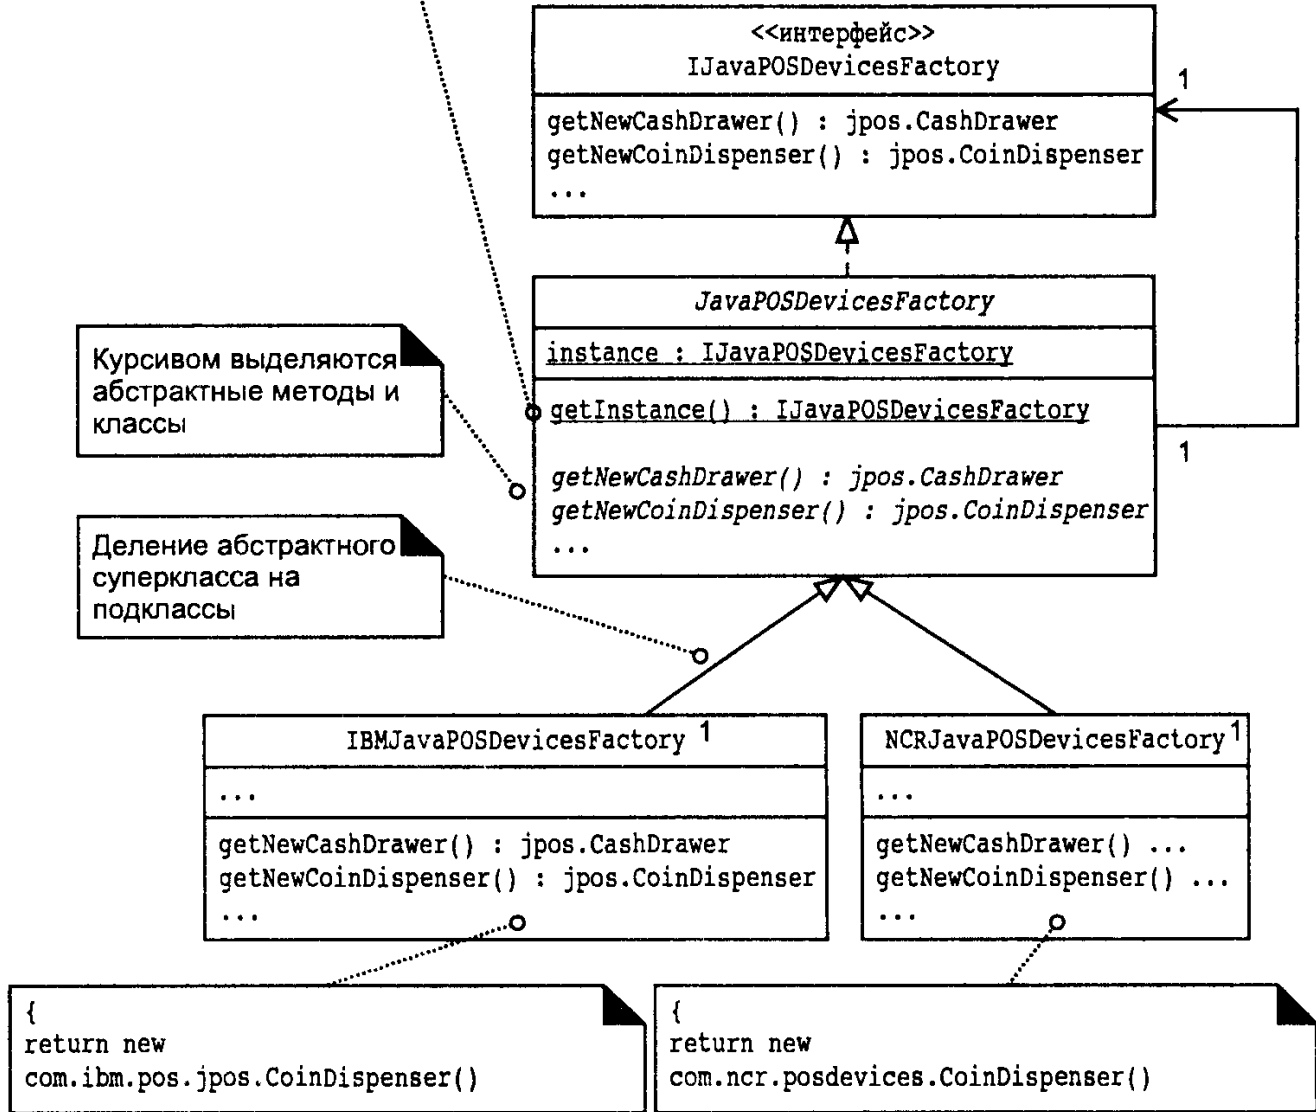 <<интерфейс>>
IJavaPOSDevicesFactory
1
getNewCashDrawer() : jpos.CashDrawer
getNewCoinDispenser() : jpos.CoinDispenser
...
JavaPOSDevicesFactory
instance : IJavaPOSDevicesFactory
Курсивом выделяются
абстрактные методы и
классы
getInstance() : IJavaPOSDevicesFactory
1
getNewCashDrawer() : jpos.CashDrawer
getNewCoinDispenser() : jpos.CoinDispenser
...
Деление абстрактного
суперкласса на
подклассы
IBMJavaPOSDevicesFactory 1
...
getNewCashDrawer() : jpos.CashDrawer
getNewCoinDispenser() : jpos.CoinDispenser
...
NCRJavaPOSDevicesFactory 1
...
getNewCashDrawer() ...
getNewCoinDispenser() ...
...
{
return new
com.ibm.pos.jpos.CoinDispenser()
{
return new
com.ncr.posdevices.CoinDispenser()